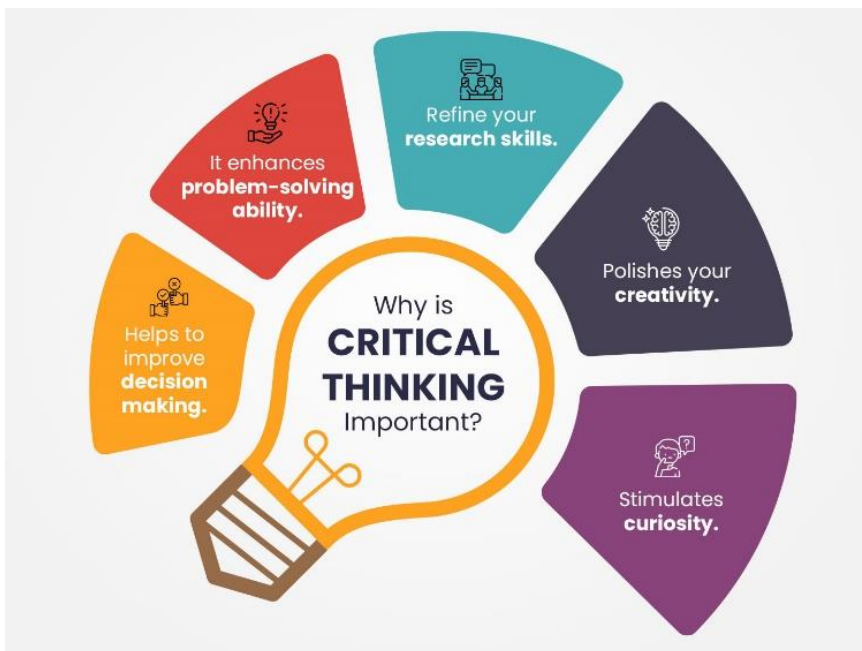 Why is
CRITICAL
THINKING
Important?
Helps to
improve
decision
making.
It enhances
problem-solving
ability.
Refine your
research skills.
Polishes your
creativity.
Stimulates
curiosity.